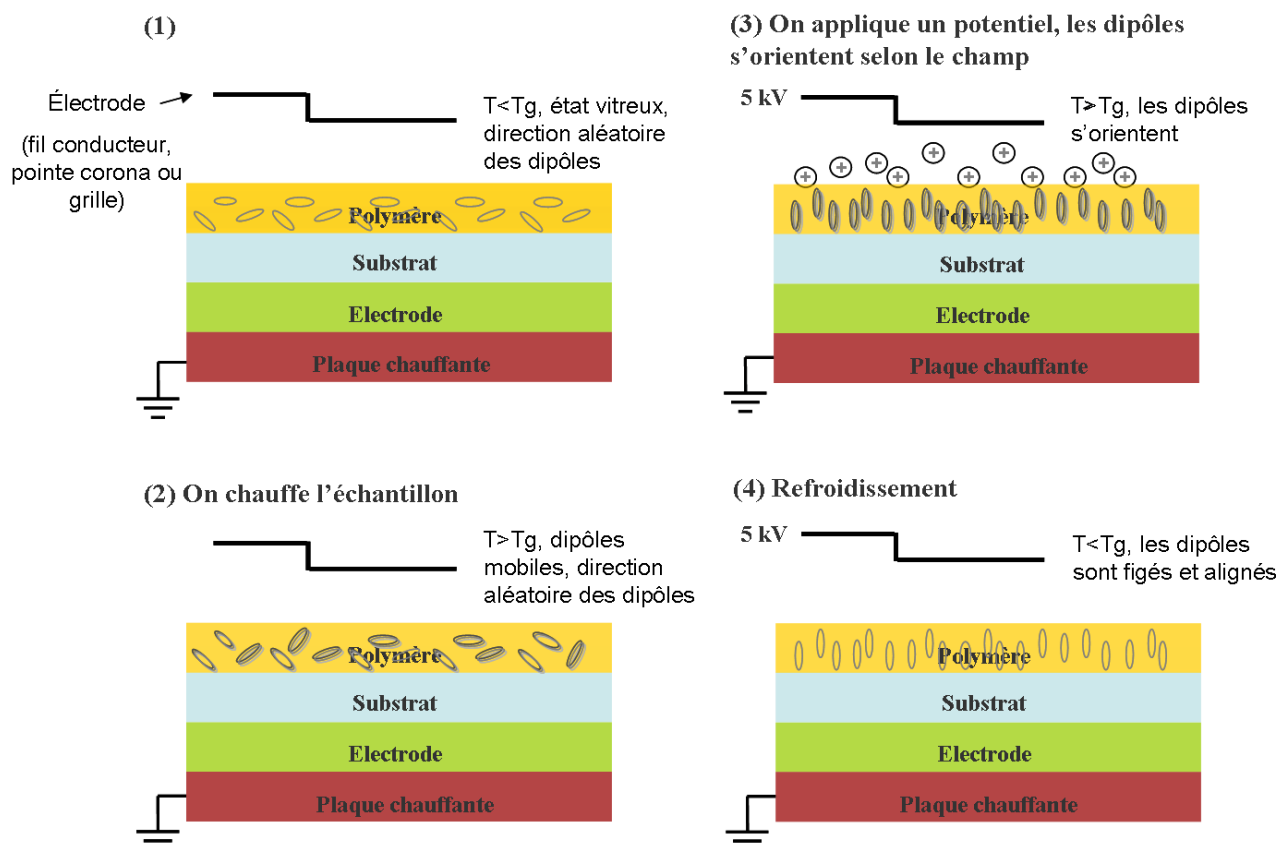 (1)
Électrode
(fil conducteur,
pointe corona ou
grille)
T<Tg, état vitreux,
direction aléatoire
des dipôles
Polymère
Substrat
Electrode
Plaque chauffante
(2) On chauffe l’échantillon
T>Tg, dipôles
mobiles, direction
aléatoire des dipôles
Polymère
Substrat
Electrode
Plaque chauffante
(3) On applique un potentiel, les dipôles
s’orientent selon le champ
5 kV
T>Tg, les dipôles
s’orientent
+ + + + + + + + + + + +
Polymère
Substrat
Electrode
Plaque chauffante
(4) Refroidissement
5 kV
T<Tg, les dipôles
sont figés et alignés
Polymère
Substrat
Electrode
Plaque chauffante